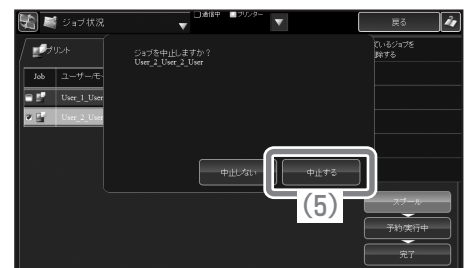 ジョブ状況
通信中 プリンター
戻る
プリント
ジョブを中止しますか？
User_2_User_2_User
ているジョブを
除する
Job ユーザー/モー
User_1_User
User_2_User
中止しない
中止する
(5)
スプール
予約/実行中
完了